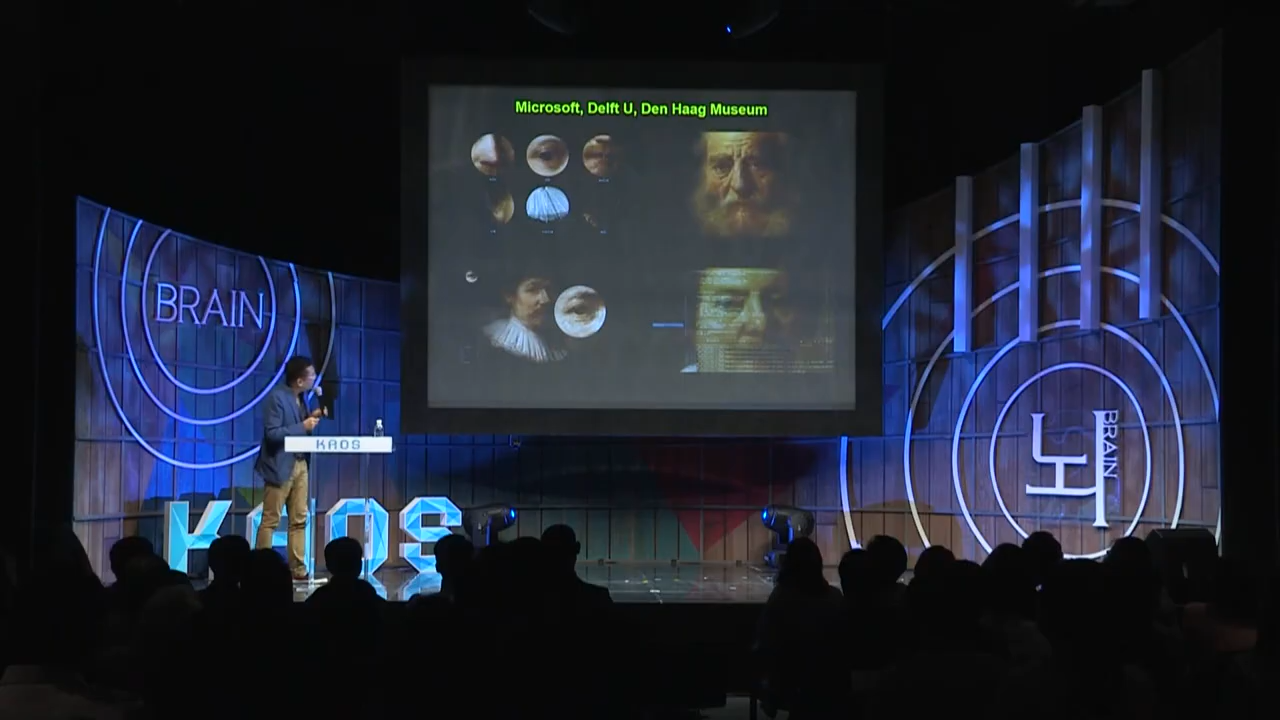 Microsoft, Delft U, Den Haag Museum
BRAIN
KAOS
KAOS
뇌
BRAIN